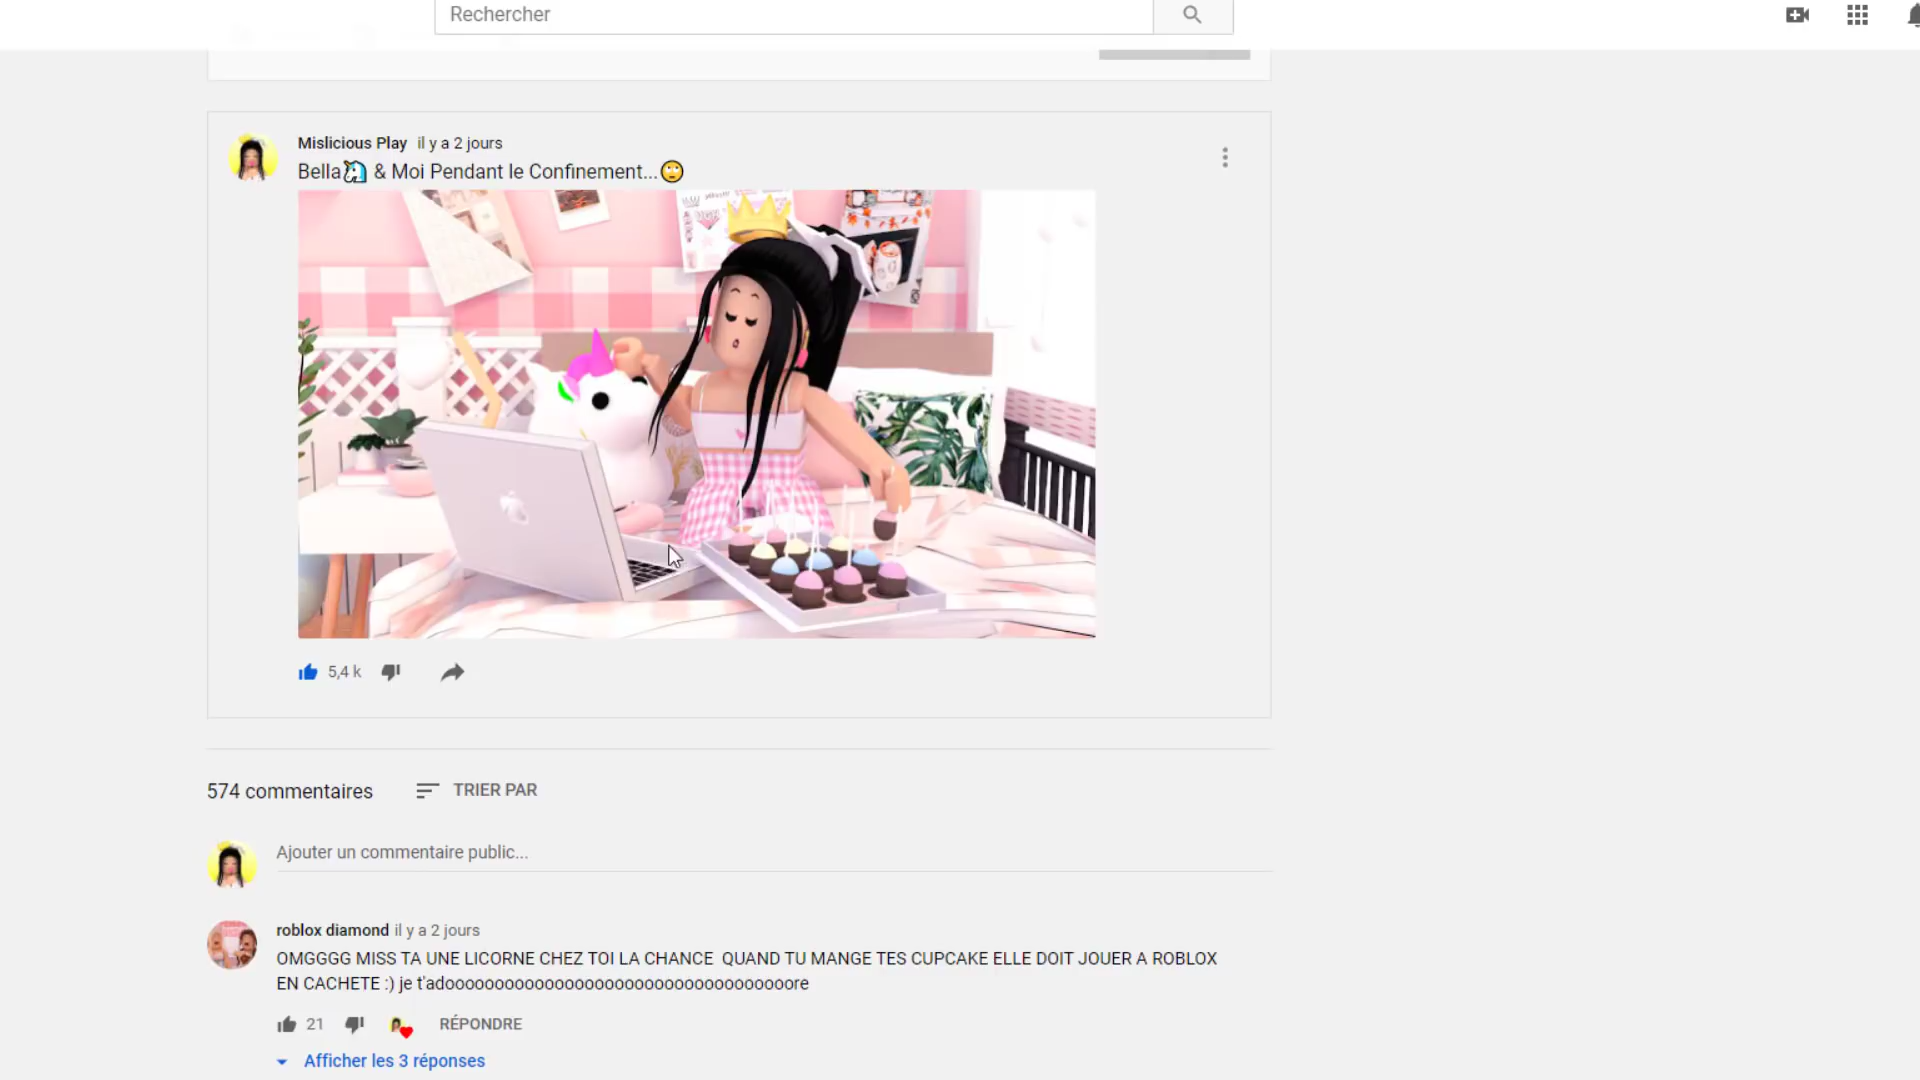 Rechercher
Mislicious Play il y a 2 jours
Bella🦄 & Moi Pendant le Confinement...🙄
5,4 k
574 commentaires TRIER PAR
Ajouter un commentaire public...
roblox diamond il y a 2 jours
OMGGGG MISS TA UNE LICORNE CHEZ TOI LA CHANCE QUAND TU MANGE TES CUPCAKE ELLE DOIT JOUER A ROBLOX
EN CACHETE :) je t'adooooooooooooooooooooooooooooooooooore
21 RÉPONDRE
Afficher les 3 réponses